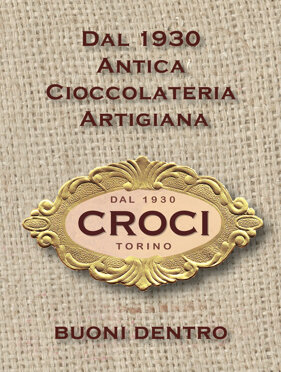 DAL 1930
ANTICA
CIOCCOLATERIA
ARTIGIANA
DAL 1930
CROCI
TORINO
BUONI DENTRO